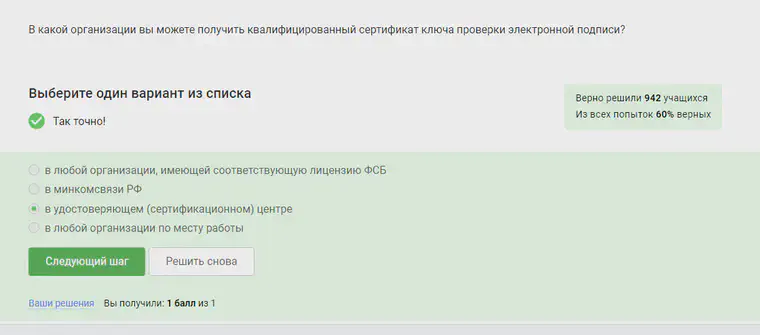 В какой организации вы можете получить квалифицированный сертификат ключа проверки электронной подписи?
Выберите один вариант из списка
Так точно!
Верно решили 942 учащихся
Из всех попыток 60% верных
в любой организации, имеющей соответствующую лицензию ФСБ
в минкомсвязи РФ
в удостоверяющем (сертификационном) центре
в любой организации по месту работы
Следующий шаг
Решить снова
Ваши решения Вы получили: 1 балл из 1